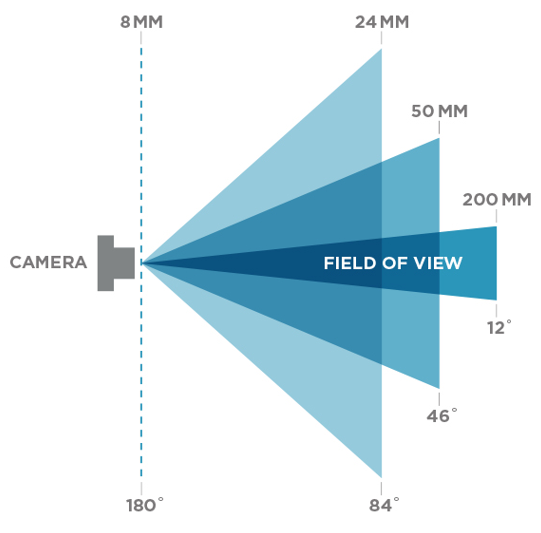 8 MM
24 MM
50 MM
200 MM
CAMERA
FIELD OF VIEW
12°
46°
180°
84°